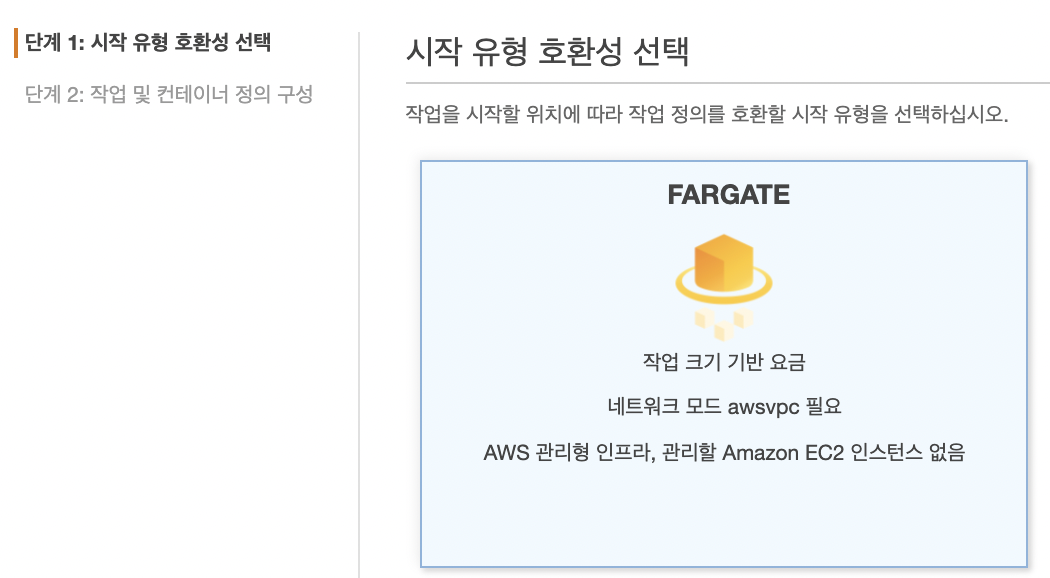 단계 1: 시작 유형 호환성 선택
단계 2: 작업 및 컨테이너 정의 구성
시작 유형 호환성 선택
작업을 시작할 위치에 따라 작업 정의를 호환할 시작 유형을 선택하십시오.
FARGATE
작업 크기 기반 요금
네트워크 모드 awsvpc 필요
AWS 관리형 인프라, 관리할 Amazon EC2 인스턴스 없음